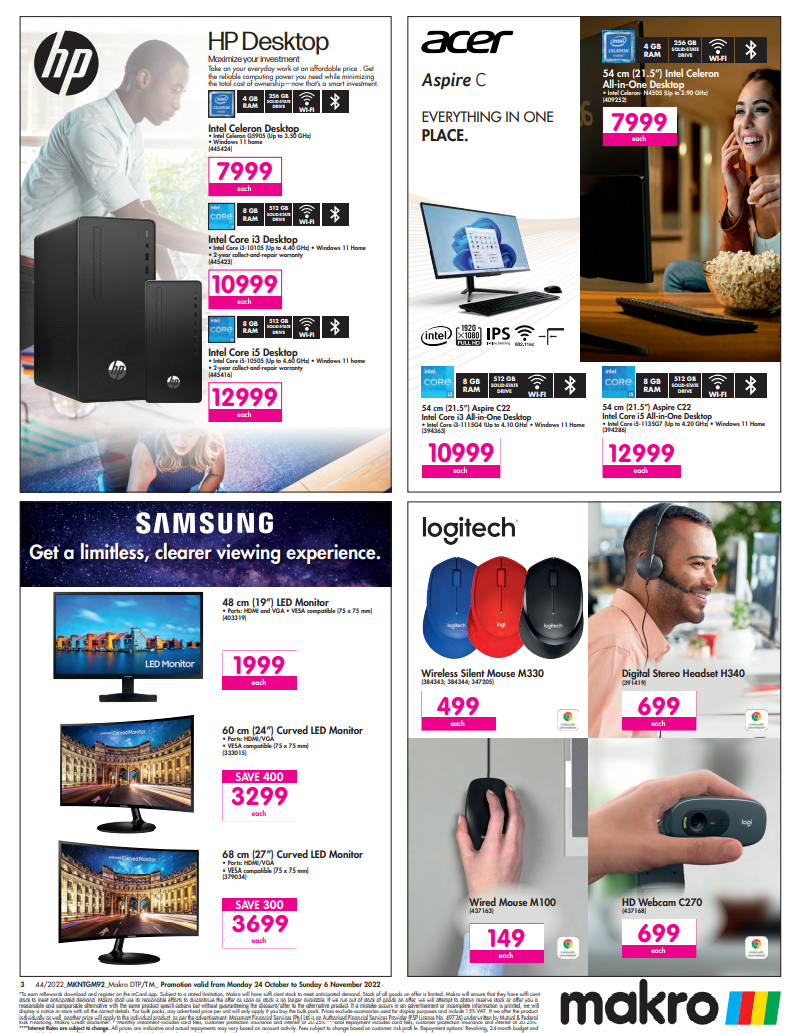 hp
HP Desktop
Maximize your investment
Take on your everyday work at an affordable price . Get
the reliable computing power you need while minimizing
the total cost of ownership—now that's a smart investment.
intel
CELERON
4 GB
RAM
256 GB
SOLID-STATE
DRIVE
WI-FI
Intel Celeron Desktop
• Intel Celeron G5905 (Up to 3.50 GHz)
• Windows 11 home
(445424)
7999
each
intel
CORE
8 GB
RAM
512 GB
SOLID-STATE
DRIVE
WI-FI
Intel Core i3 Desktop
• Intel Core i3-10105 (Up to 4.40 GHz) • Windows 11 Home
• 2-year collect-and-repair warranty
(445423)
10999
each
intel
CORE
8 GB
RAM
512 GB
SOLID-STATE
DRIVE
WI-FI
Intel Core i5 Desktop
• Intel Core i5-10505 (Up to 4.60 GHz) • Windows 11 home
• 2-year collect-and-repair warranty
(445416)
12999
each
acer
Aspire C
EVERYTHING IN ONE
PLACE.
intel
CELERON
4 GB
RAM
256 GB
SOLID-STATE
DRIVE
WI-FI
54 cm (21.5") Intel Celeron
All-in-One Desktop
• Intel Celeron- N4505 (Up to 2.90 GHz)
(409252)
7999
each
intel
1920
X1080
FULL HD
IPS
802.11ac
intel
CORE
i3
8 GB
RAM
512 GB
SOLID-STATE
DRIVE
WI-FI
54 cm (21.5") Aspire C22
Intel Core i3 All-in-One Desktop
• Intel Core i3-1115G4 (Up to 4.10 GHz) • Windows 11 Home
(394363)
10999
each
intel
CORE
i5
8 GB
RAM
512 GB
SOLID-STATE
DRIVE
WI-FI
54 cm (21.5") Aspire C22
Intel Core i5 All-in-One Desktop
• Intel Core i5-1135G7 (Up to 4.20 GHz) • Windows 11 Home
(394286)
12999
each
SAMSUNG
Get a limitless, clearer viewing experience.
LED Monitor
48 cm (19") LED Monitor
• Ports: HDMI and VGA • VESA compatible (75 x 75 mm)
(403319)
1999
each
Curved Monitor
60 cm (24") Curved LED Monitor
• Ports: HDMI/VGA
• VESA compatible (75 x 75 mm)
(333015)
SAVE 400
3299
each
Curved Monitor
68 cm (27") Curved LED Monitor
• Ports: HDMI/VGA
• VESA compatible (75 x 75 mm)
(379034)
SAVE 300
3699
each
logitech
logitech
logi
logitech
Wireless Silent Mouse M330
(384343; 384344; 347205)
499
each
Digital Stereo Headset H340
(391419)
699
each
Wired Mouse M100
(437163)
149
each
logi
HD Webcam C270
(437168)
699
each
3 44/2022_MKNTGM92_Makro DTP/TM_ Promotion valid from Monday 24 October to Sunday 6 November 2022
makro